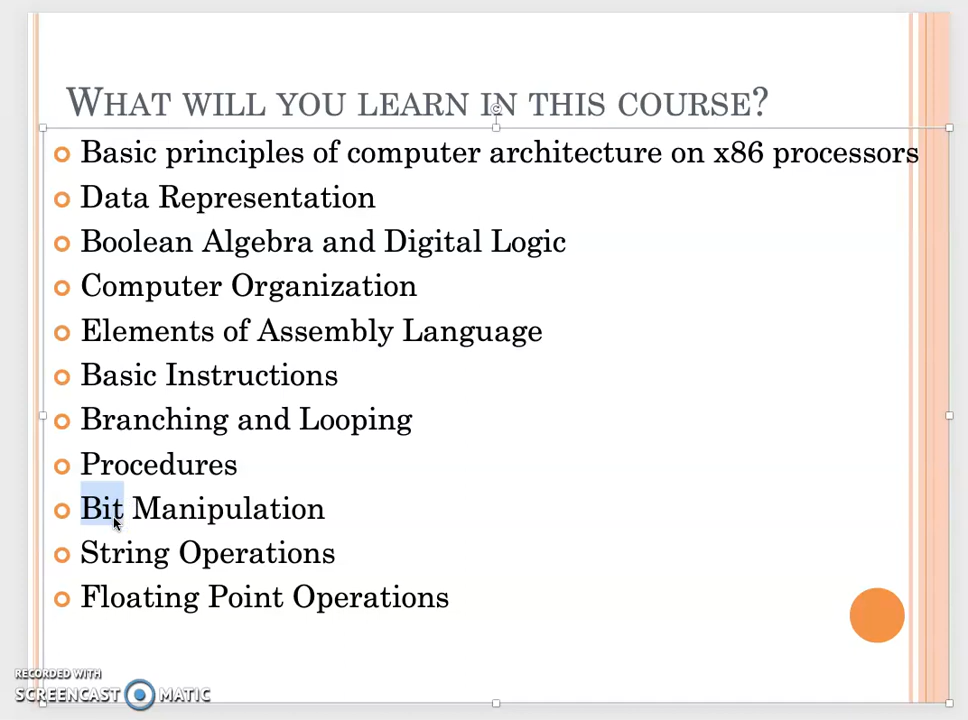 WHAT WILL YOU LEARN IN THIS COURSE?
Basic principles of computer architecture on x86 processors
Data Representation
Boolean Algebra and Digital Logic
Computer Organization
Elements of Assembly Language
Basic Instructions
Branching and Looping
Procedures
Bit Manipulation
String Operations
Floating Point Operations
RECORDED WITH
SCREENCAST MATIC